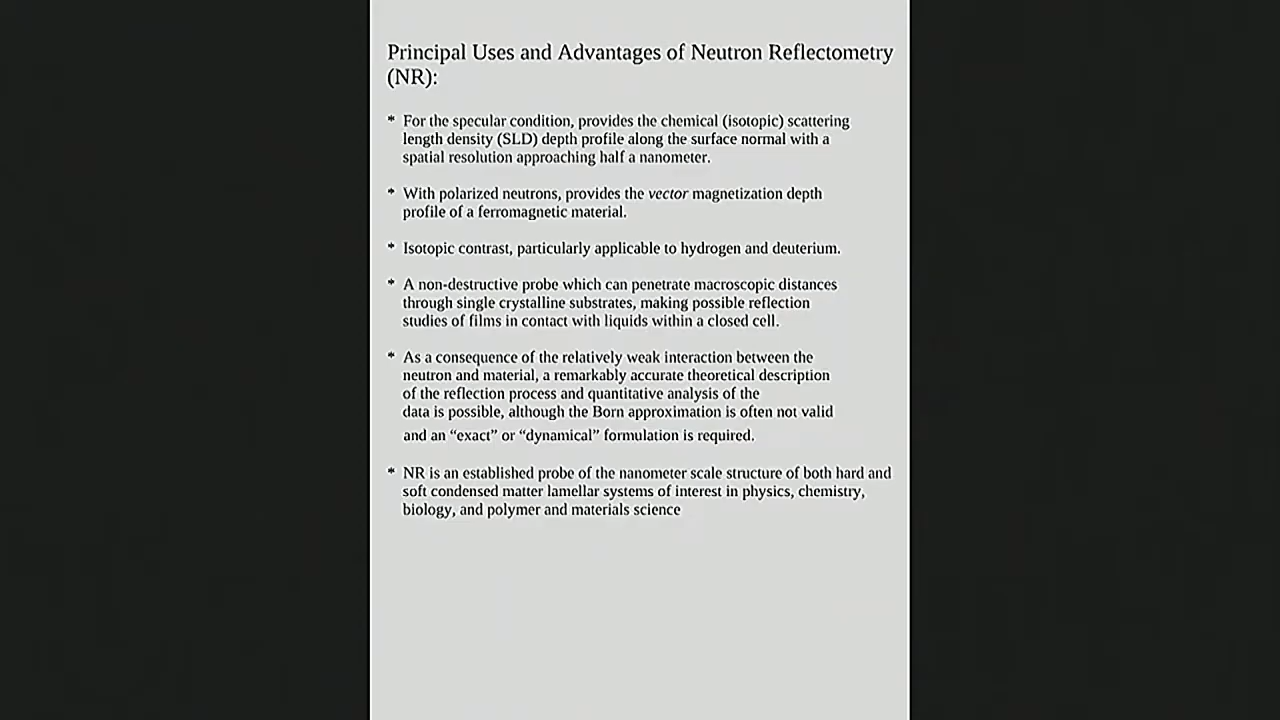 Principal Uses and Advantages of Neutron Reflectometry
(NR):
* For the specular condition, provides the chemical (isotopic) scattering
length density (SLD) depth profile along the surface normal with a
spatial resolution approaching half a nanometer.
* With polarized neutrons, provides the vector magnetization depth
profile of a ferromagnetic material.
* Isotopic contrast, particularly applicable to hydrogen and deuterium.
* A non-destructive probe which can penetrate macroscopic distances
through single crystalline substrates, making possible reflection
studies of films in contact with liquids within a closed cell.
* As a consequence of the relatively weak interaction between the
neutron and material, a remarkably accurate theoretical description
of the reflection process and quantitative analysis of the
data is possible, although the Born approximation is often not valid
and an “exact” or “dynamical” formulation is required.
* NR is an established probe of the nanometer scale structure of both hard and
soft condensed matter lamellar systems of interest in physics, chemistry,
biology, and polymer and materials science